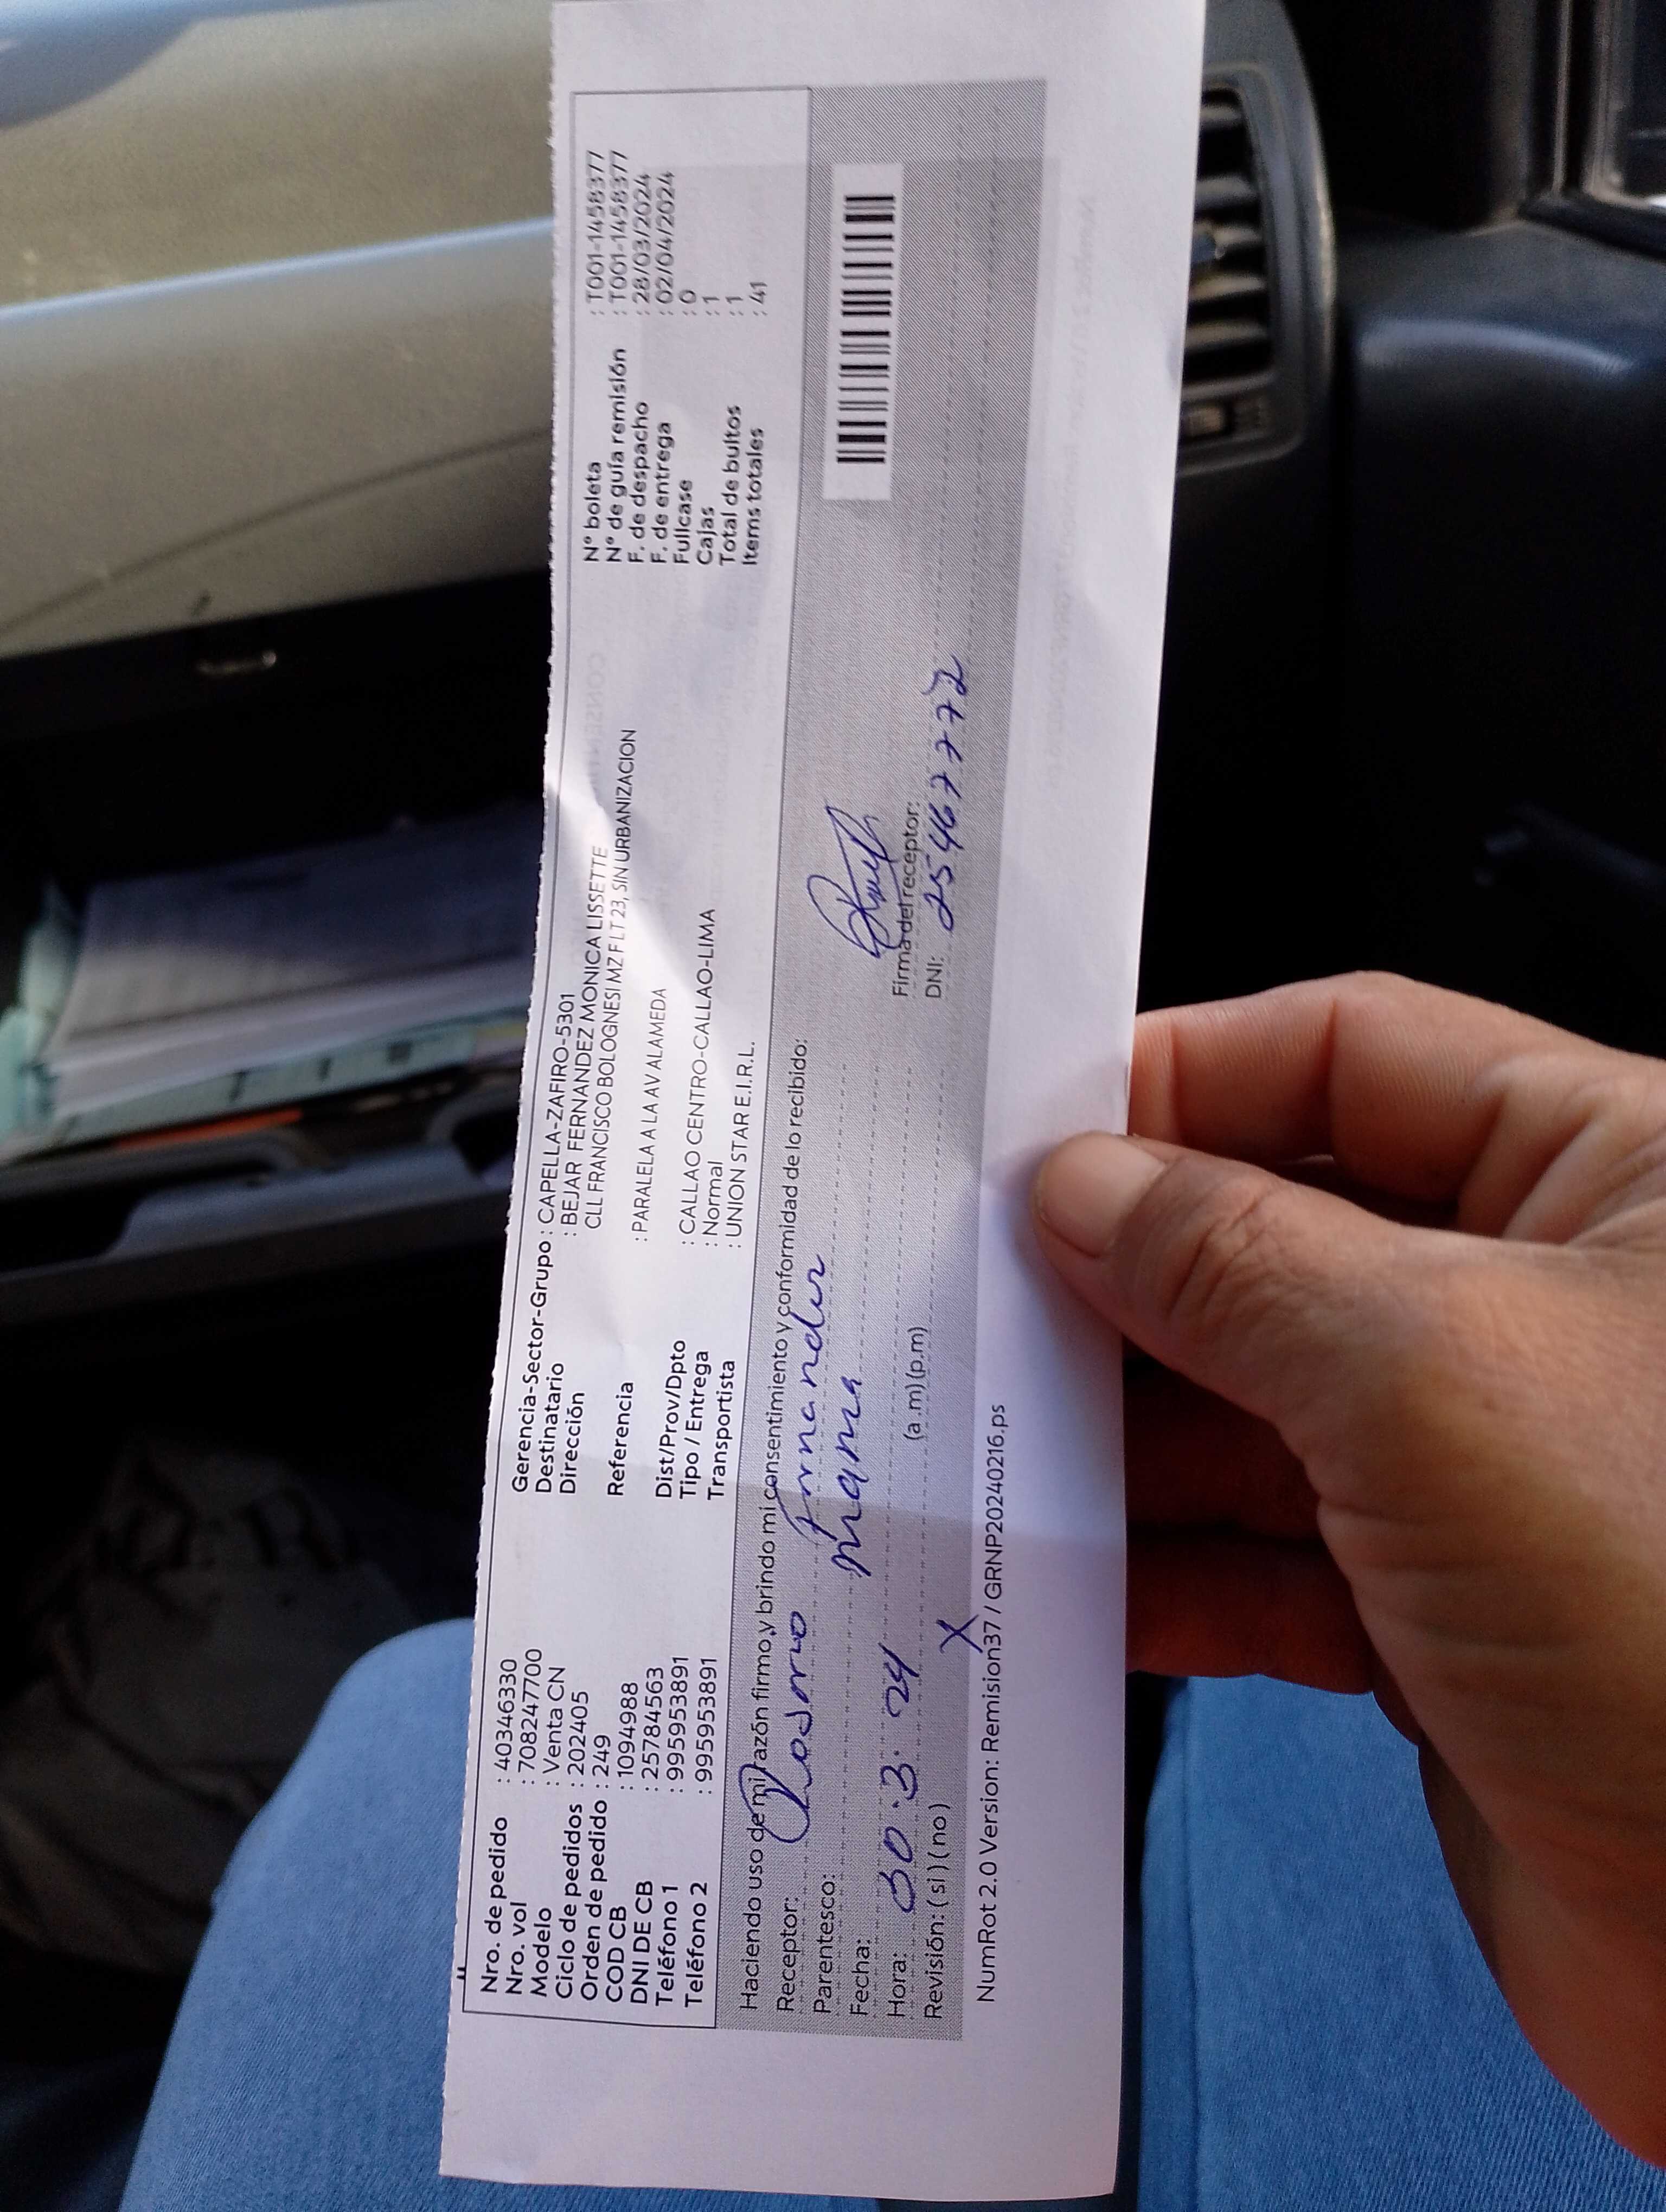 Nro. de pedido : 40346330
Nro. vol : 708247700
Modelo : Venta CN
Ciclo de pedidos : 202405
Orden de pedido : 249
COD CB : 1094988
DNI DE CB : 25784563
Teléfono 1 : 995953891
Teléfono 2 : 995953891
Gerencia-Sector-Grupo : CAPELLA-ZAFIRO-5301
Destinatario : BEJAR FERNANDEZ MONICA LISSETTE
Dirección CLL FRANCISCO BOLOGNESI MZ F LT 23, SIN URBANIZACION
Referencia : PARALELA A LA AV ALAMEDA
Dist/Prov/Dpto : CALLAO CENTRO-CALLAO-LIMA
Tipo / Entrega : Normal
Transportista : UNION STAR E.I.R.L.
N° boleta : T001-1458377
N° de guía remisión : T001-1458377
F. de despacho : 28/03/2024
F. de entrega : 02/04/2024
Fullcase : 0
Cajas : 1
Total de bultos : 1
Items totales : 41
Haciendo uso de mi razón firmo,y brindo mi consentimiento y conformidad de lo recibido:
Receptor: Rosario
Parentesco: mama
Fecha: 30.3.24
Hora: (a .m) (p.m)
Revisión: ( si ) ( no ) X
Firma del receptor:
DNI: 25467772
NumRot 2.0 Version: Remision37 / GRNP20240216.ps